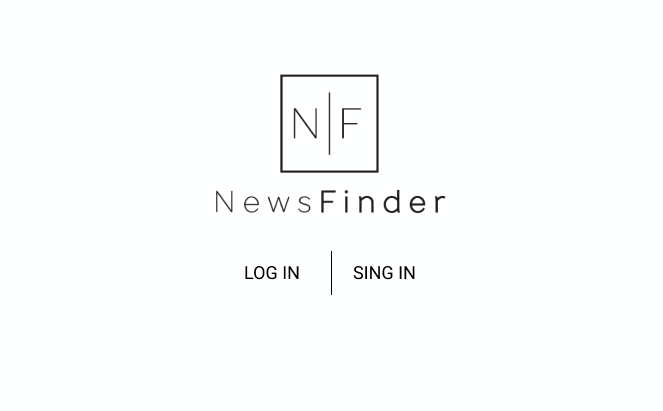 N|F
NewsFinder
LOG IN | SING IN